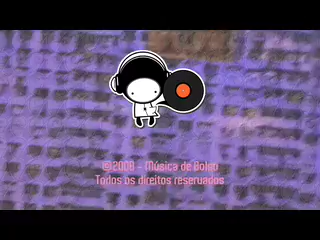 ©2008 - Música de Bolso
Todos os direitos reservados